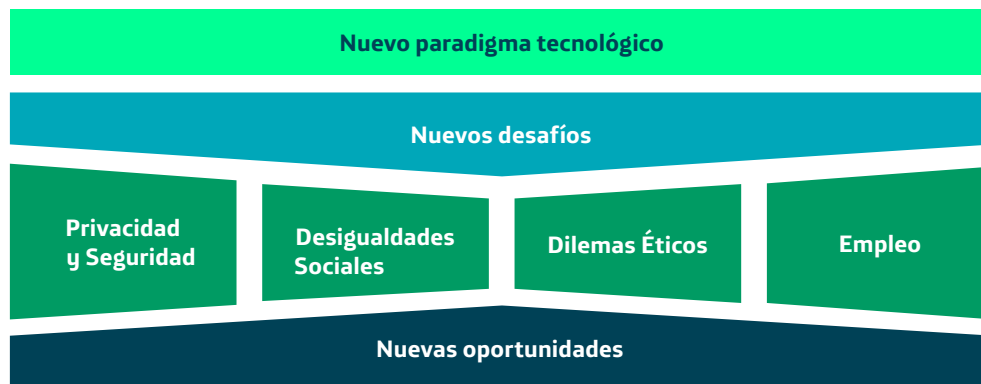 Nuevo paradigma tecnológico
Nuevos desafíos
Privacidad
y Seguridad
Desigualdades
Sociales
Dilemas Éticos
Empleo
Nuevas oportunidades